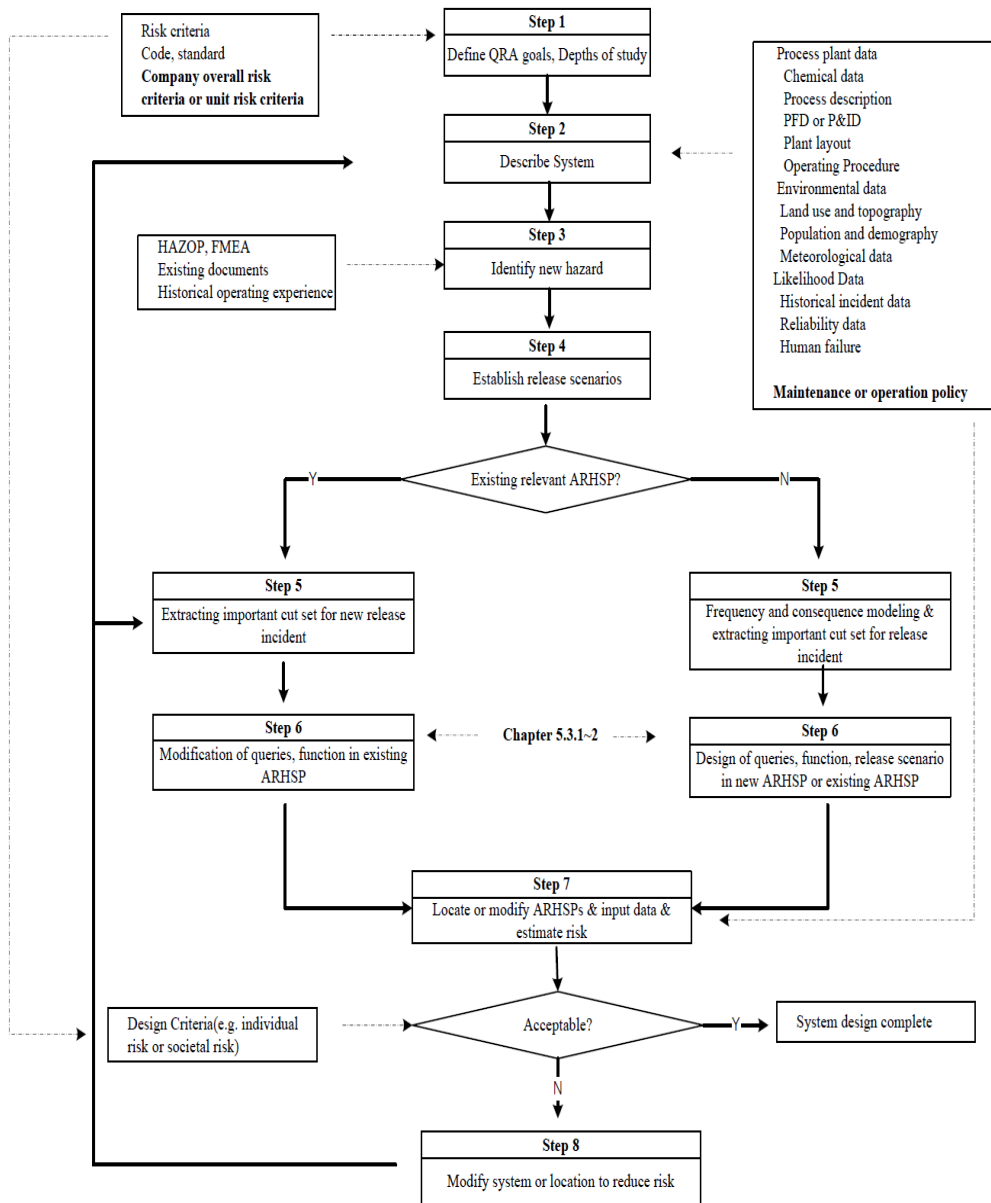 Risk criteria
Code, standard
Company overall risk
criteria or unit risk criteria
Step 1
Define QRA goals, Depths of study
Process plant data
Chemical data
Process description
PFD or P&ID
Plant layout
Operating Procedure
Environmental data
Land use and topography
Population and demography
Meteorological data
Likelihood Data
Historical incident data
Reliability data
Human failure
Maintenance or operation policy
Step 2
Describe System
HAZOP, FMEA
Existing documents
Historical operating experience
Step 3
Identify new hazard
Step 4
Establish release scenarios
Existing relevant ARHSP?
Y
N
Step 5
Extracting important cut set for new release
incident
Step 5
Frequency and consequence modeling &
extracting important cut set for release
incident
Step 6
Modification of queries, function in existing
ARHSP
Chapter 5.3.1~2
Step 6
Design of queries, function, release scenario
in new ARHSP or existing ARHSP
Step 7
Locate or modify ARHSPs & input data &
estimate risk
Design Criteria(e.g. individual
risk or societal risk)
Acceptable?
Y
System design complete
N
Step 8
Modify system or location to reduce risk